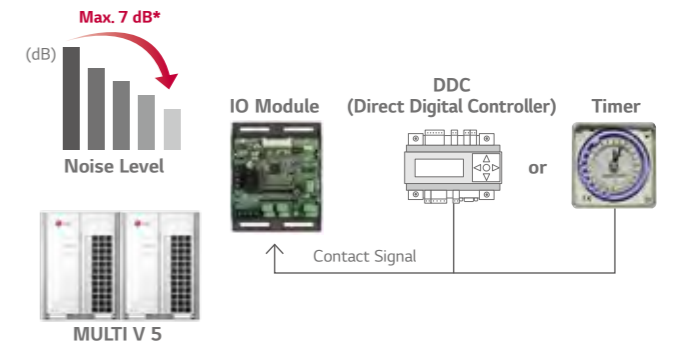 Max. 7 dB*
(dB)
Noise Level
IO Module
DDC
(Direct Digital Controller)
Timer
or
Contact Signal
MULTI V 5